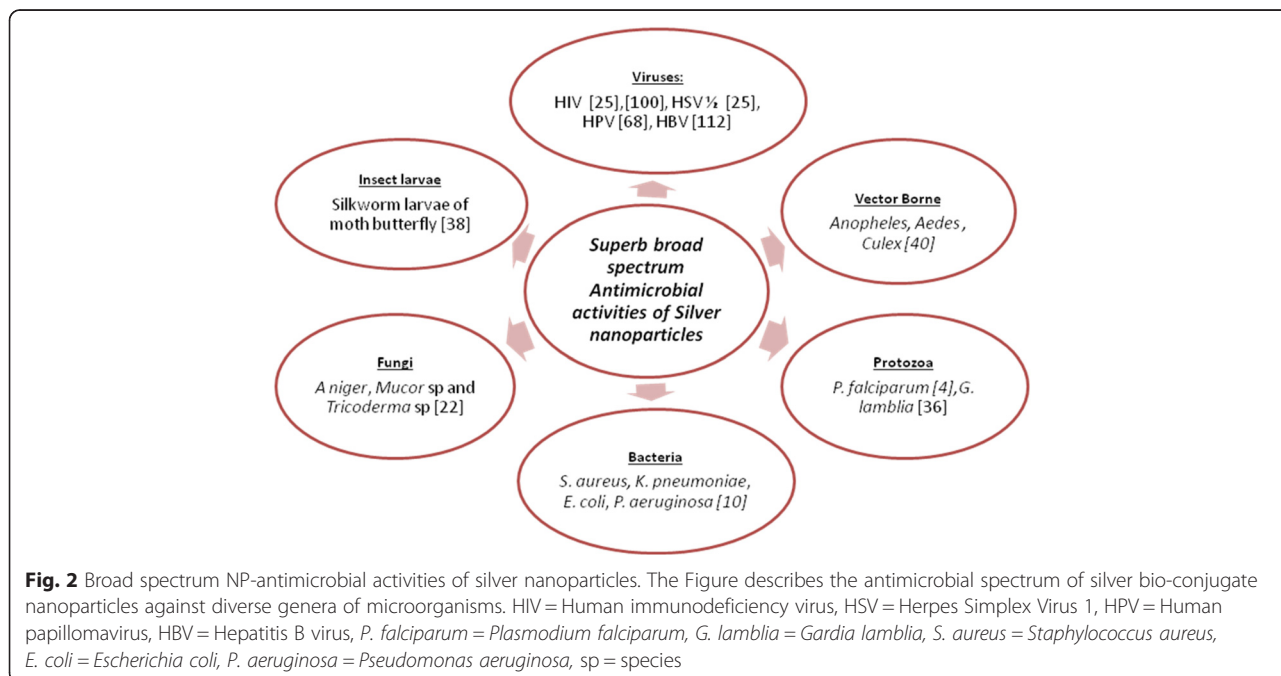 Viruses:
HIV [25],[100], HSV ½ [25],
HPV [68], HBV [112]
Insect larvae
Silkworm larvae of
moth butterfly [38]
Vector Borne
Anopheles, Aedes ,
Culex [40]
Superb broad
spectrum
Antimicrobial
activities of Silver
nanoparticles
Fungi
A niger, Mucor sp and
Tricoderma sp [22]
Protozoa
P. falciparum [4],G.
lamblia [36]
Bacteria
S. aureus, K. pneumoniae,
E. coli, P. aeruginosa [10]
Fig. 2 Broad spectrum NP-antimicrobial activities of silver nanoparticles. The Figure describes the antimicrobial spectrum of silver bio-conjugate
nanoparticles against diverse genera of microorganisms. HIV = Human immunodeficiency virus, HSV = Herpes Simplex Virus 1, HPV = Human
papillomavirus, HBV = Hepatitis B virus, P. falciparum = Plasmodium falciparum, G. lamblia = Gardia lamblia, S. aureus = Staphylococcus aureus,
E. coli = Escherichia coli, P. aeruginosa = Pseudomonas aeruginosa, sp = species